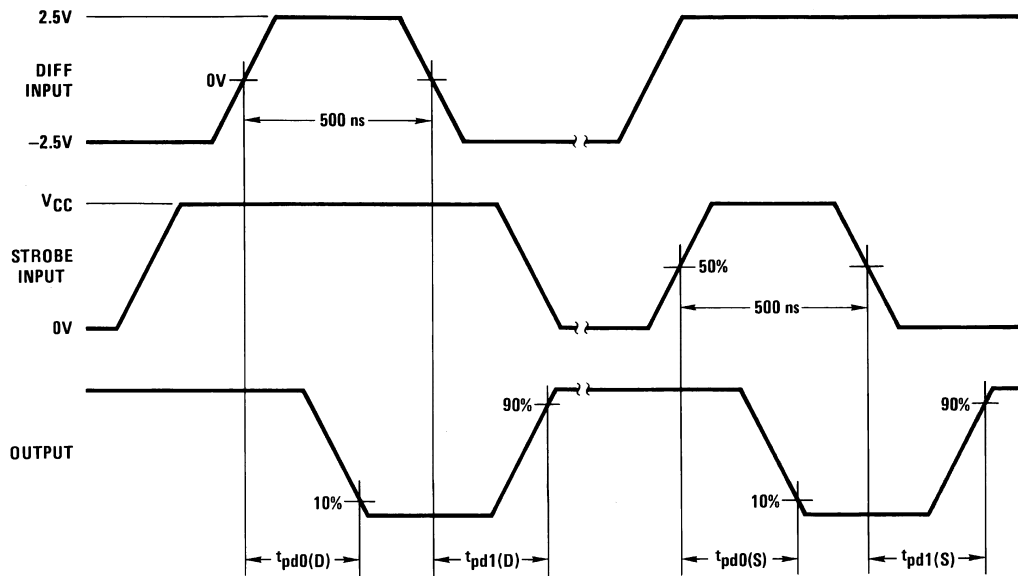 2.5V
DIFF
INPUT
0V
500 ns
–2.5V
VCC
STROBE
INPUT
50%
500 ns
0V
90%
90%
OUTPUT
10%
10%
tpd0(D)
tpd1(D)
tpd0(S)
tpd1(S)